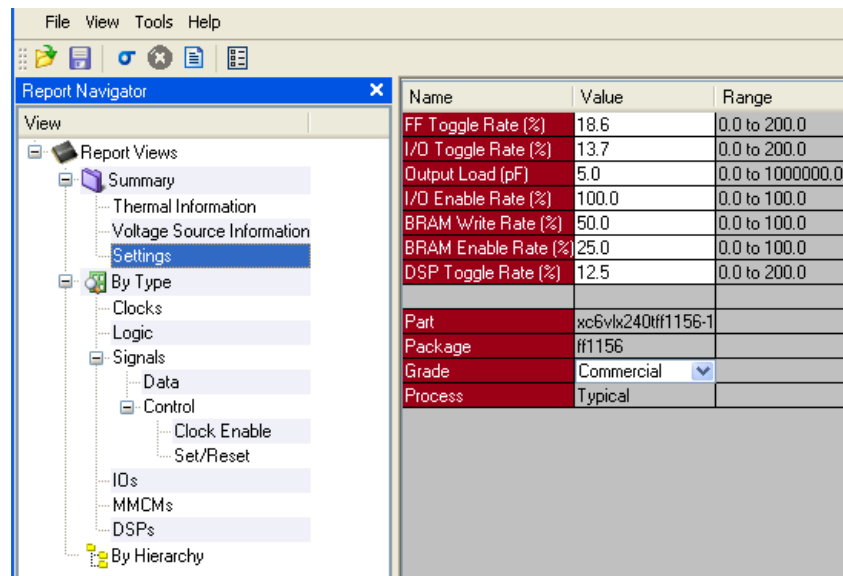 File View Tools Help
Report Navigator
View
Report Views
Summary
Thermal Information
Voltage Source Information
Settings
By Type
Clocks
Logic
Signals
Data
Control
Clock Enable
Set/Reset
IOs
MMCMs
DSPs
By Hierarchy
Name Value Range
FF Toggle Rate (%) 18.6 0.0 to 200.0
I/O Toggle Rate (%) 13.7 0.0 to 200.0
Output Load (pF) 5.0 0.0 to 1000000.0
I/O Enable Rate (%) 100.0 0.0 to 100.0
BRAM Write Rate (%) 50.0 0.0 to 100.0
BRAM Enable Rate (%) 25.0 0.0 to 100.0
DSP Toggle Rate (%) 12.5 0.0 to 200.0
Part xc6vlx240tff1156-1
Package ff1156
Grade Commercial
Process Typical